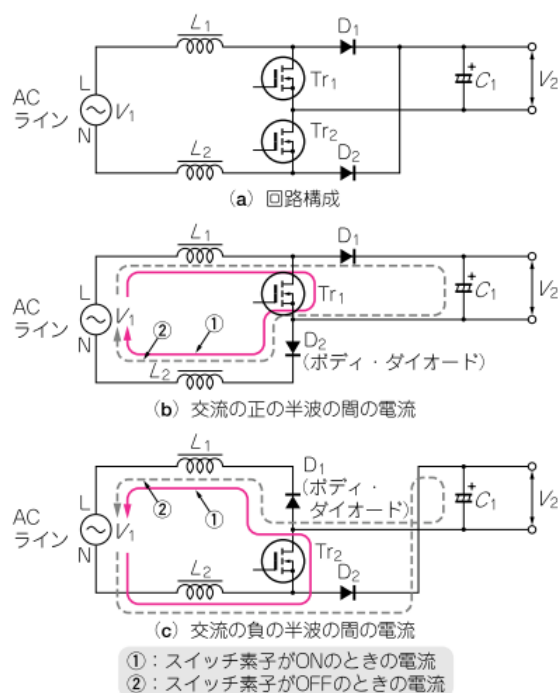 L₁
D₁
Tr₁
L
AC
ライン
V₁
N
C₁
V₂
Tr₂
L₂
D₂
(a) 回路構成
L₁
D₁
L
AC
ライン
V₁
N
Tr₁
C₁
V₂
② ①
D₂
(ボディ・ダイオード)
L₂
(b) 交流の正の半波の間の電流
L₁
D₁
(ボディ・
ダイオード)
② ①
L
AC
ライン
V₁
N
C₁
V₂
Tr₂
L₂
D₂
(c) 交流の負の半波の間の電流
①：スイッチ素子がONのときの電流
②：スイッチ素子がOFFのときの電流